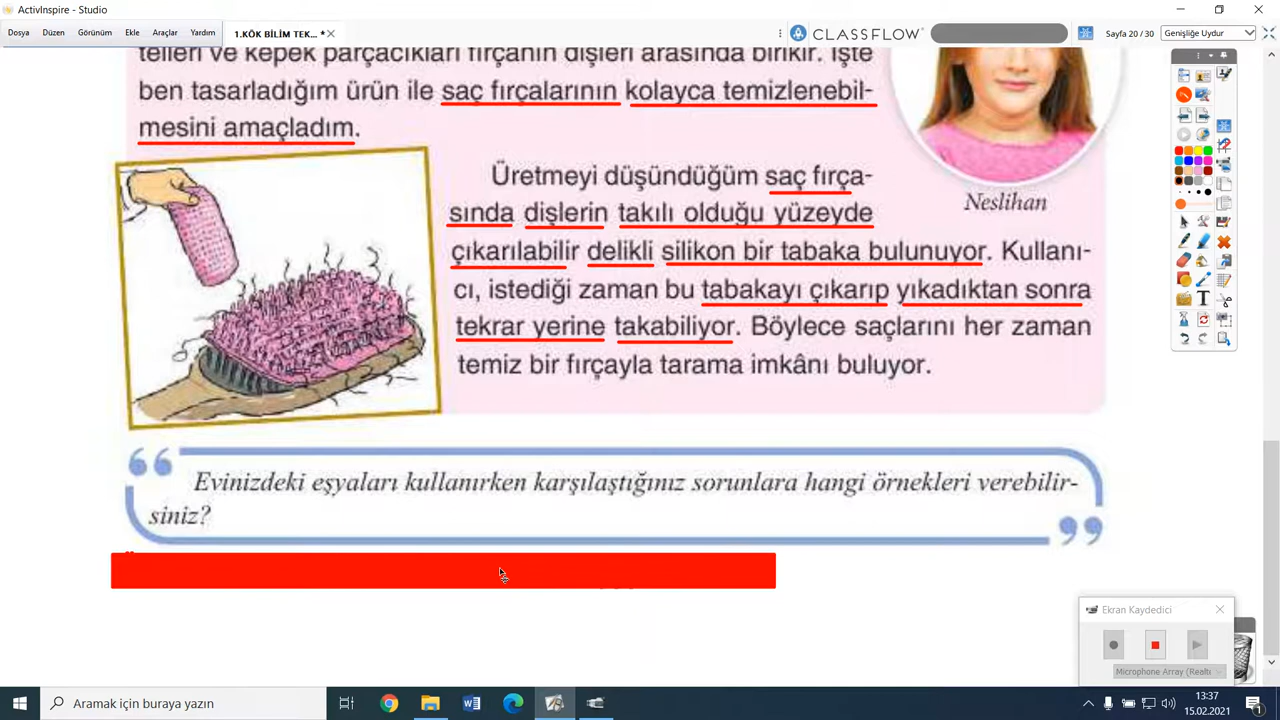 ActivInspire - Studio
Dosya Düzen Görünüm Ekle Araçlar Yardım 1.KÖK BİLİM TEK... * CLASSFLOW Sayfa 20 / 30 Genişliğe Uydur
telleri ve kepek parçacıkları fırçanın dişleri arasında birikir. İşte
ben tasarladığım ürün ile saç fırçalarının kolayca temizlenebil-
mesini amaçladım.
Üretmeyi düşündüğüm saç fırça-
sında dişlerin takılı olduğu yüzeyde
çıkarılabilir delikli silikon bir tabaka bulunuyor. Kullanı-
cı, istediği zaman bu tabakayı çıkarıp yıkadıktan sonra
tekrar yerine takabiliyor. Böylece saçlarını her zaman
temiz bir fırçayla tarama imkânı buluyor.
Neslihan
Evinizdeki eşyaları kullanırken karşılaştığınız sorunlara hangi örnekleri verebilir-
siniz?
Ekran Kaydedici
Microphone Array (Realte
Aramak için buraya yazın
13:37
15.02.2021